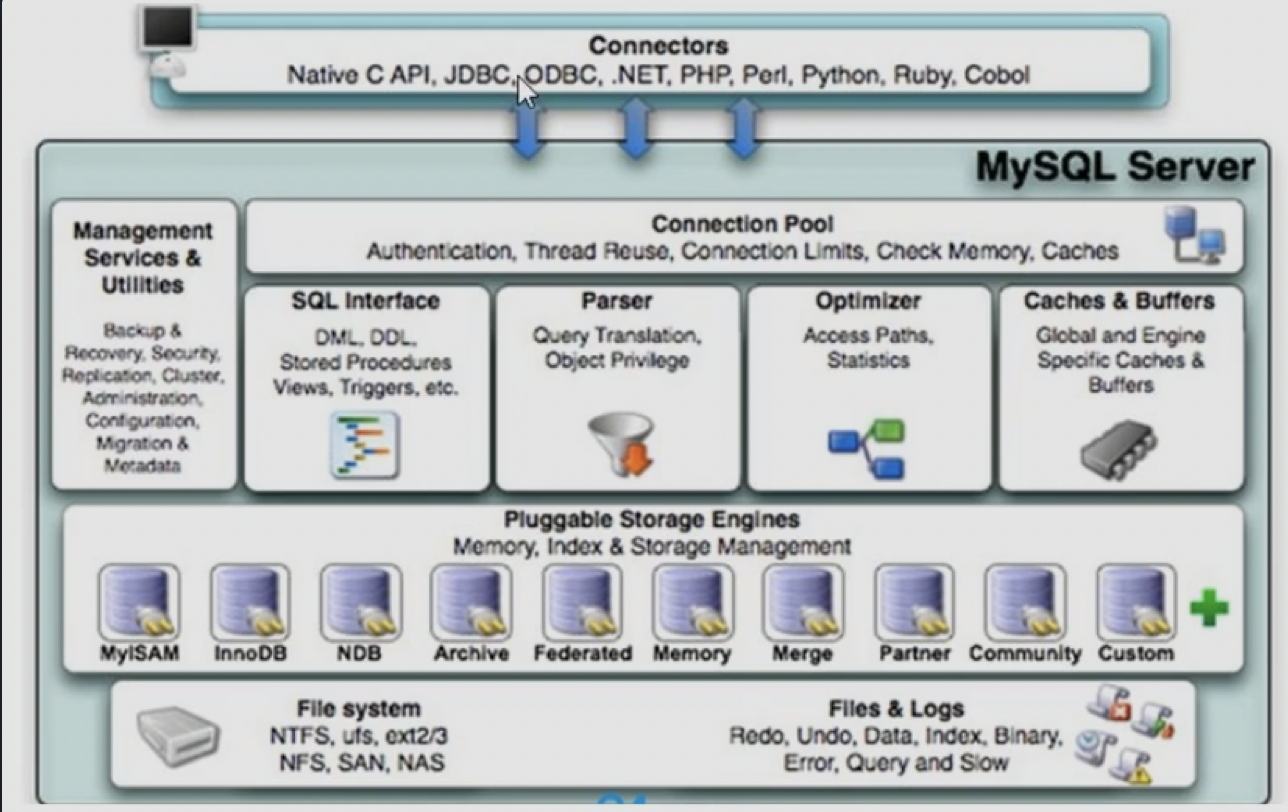 Connectors
Native C API, JDBC, ODBC, .NET, PHP, Perl, Python, Ruby, Cobol
MySQL Server
Management
Services &
Utilities
Backup &
Recovery, Security,
Replication, Cluster,
Administration,
Configuration,
Migration &
Metadata
Connection Pool
Authentication, Thread Reuse, Connection Limits, Check Memory, Caches
SQL Interface
DML, DDL,
Stored Procedures
Views, Triggers, etc.
Parser
Query Translation,
Object Privilege
Optimizer
Access Paths,
Statistics
Caches & Buffers
Global and Engine
Specific Caches &
Buffers
Pluggable Storage Engines
Memory, Index & Storage Management
MyISAM
InnoDB
NDB
Archive
Federated
Memory
Merge
Partner
Community
Custom
File system
NTFS, ufs, ext2/3
NFS, SAN, NAS
Files & Logs
Redo, Undo, Data, Index, Binary,
Error, Query and Slow